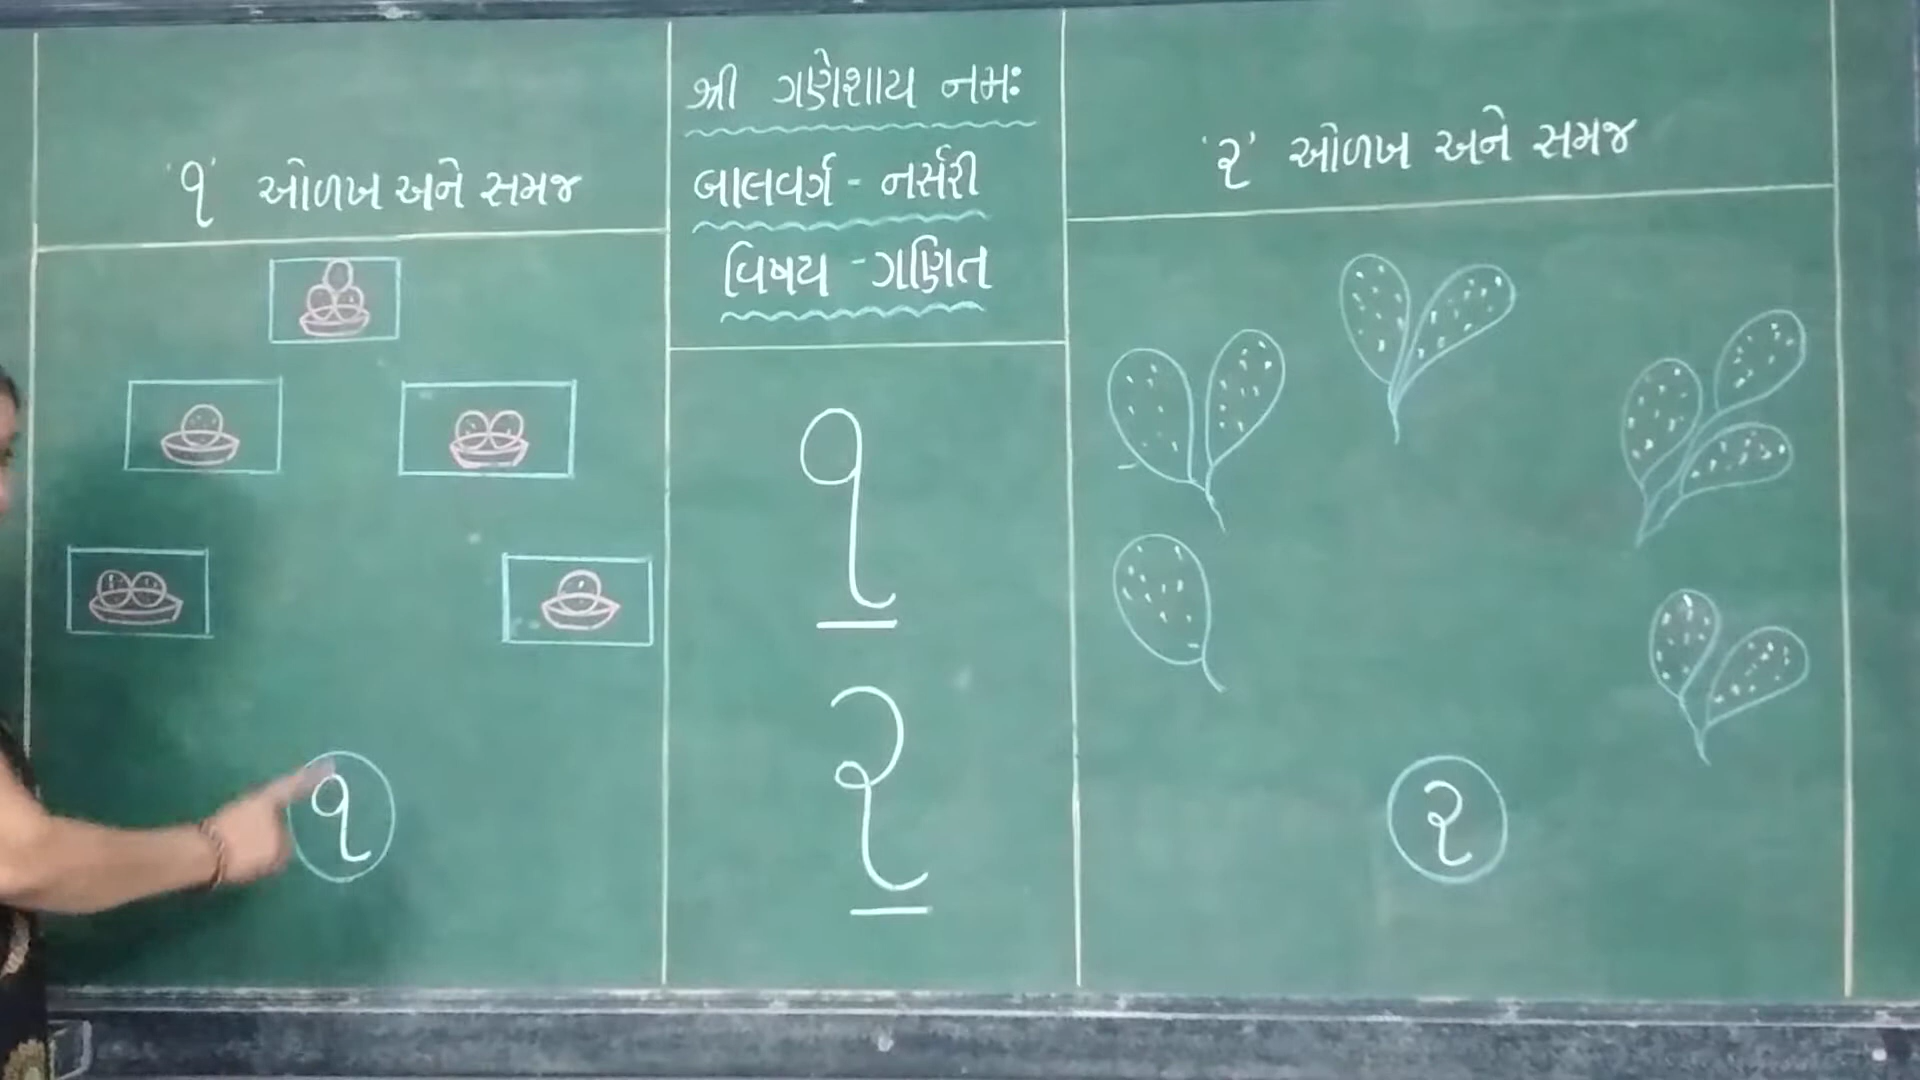 '૧' ઓળખ અને સમજ
૧
શ્રી ગણેશાય નમઃ
બાલવર્ગ - નર્સરી
વિષય - ગણિત
૧
૨
'૨' ઓળખ અને સમજ
૨